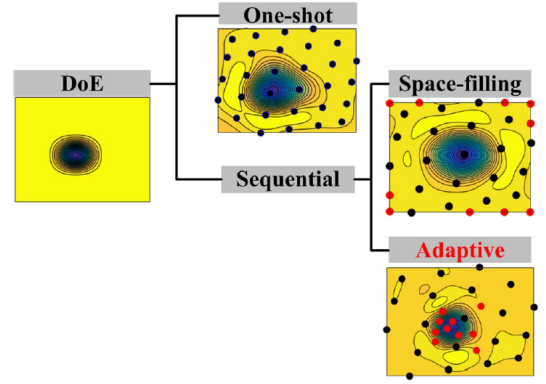 One-shot
DoE
Space-filling
Sequential
Adaptive